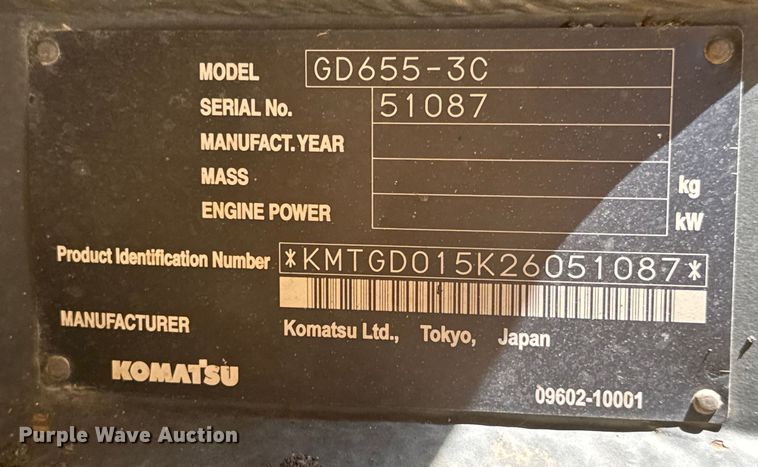 MODEL GD655-3C
SERIAL No. 51087
MANUFACT. YEAR
MASS kg
ENGINE POWER kW
Product Identification Number *KMTGD015K26051087*
MANUFACTURER Komatsu Ltd., Tokyo, Japan
KOMATSU
09602-10001
Purple Wave Auction